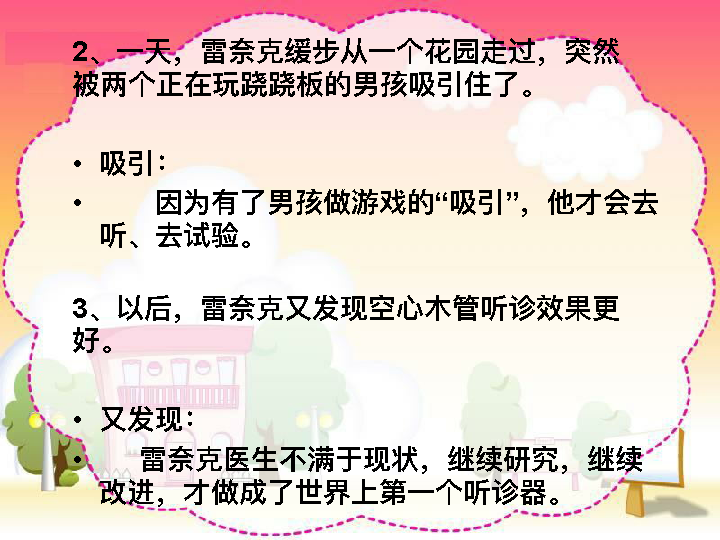 2、一天，雷奈克缓步从一个花园走过，突然
被两个正在玩跷跷板的男孩吸引住了。
• 吸引：
• 因为有了男孩做游戏的“吸引”，他才会去
听、去试验。
3、以后，雷奈克又发现空心木管听诊效果更
好。
• 又发现：
• 雷奈克医生不满于现状，继续研究，继续
改进，才做成了世界上第一个听诊器。